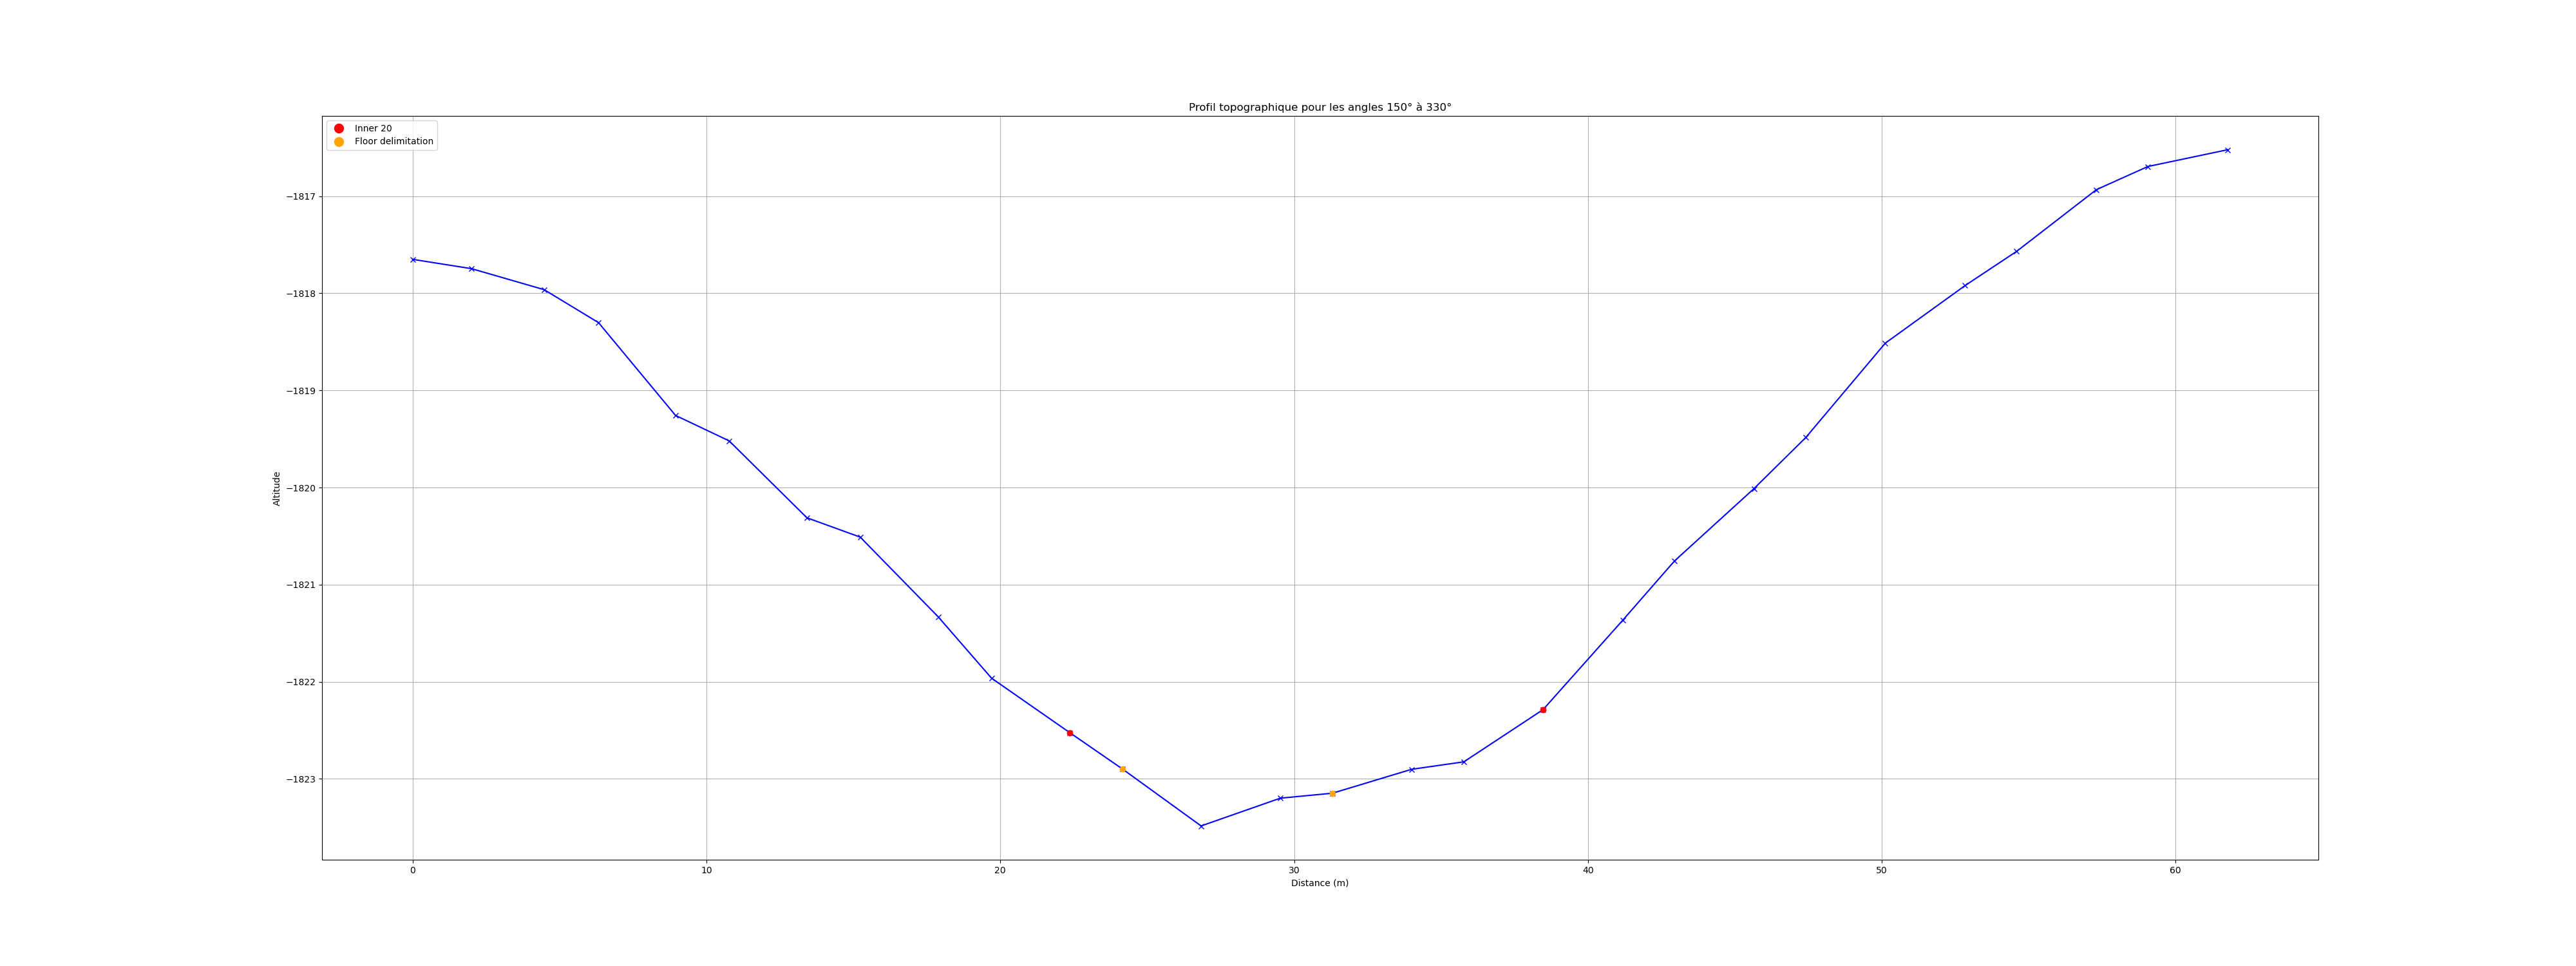 Profil topographique pour les angles 150° à 330°
Inner 20
Floor delimitation
Altitude
−1817
−1818
−1819
−1820
−1821
−1822
−1823
0 10 20 30 40 50 60
Distance (m)